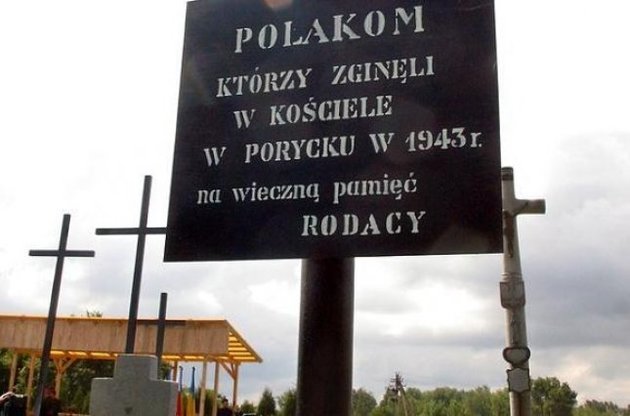 POLAKOM
KTÓRZY ZGINĘLI
W KOŚCIELE
W PORYCKU W 1943 r.
na wieczną pamięć
RODACY